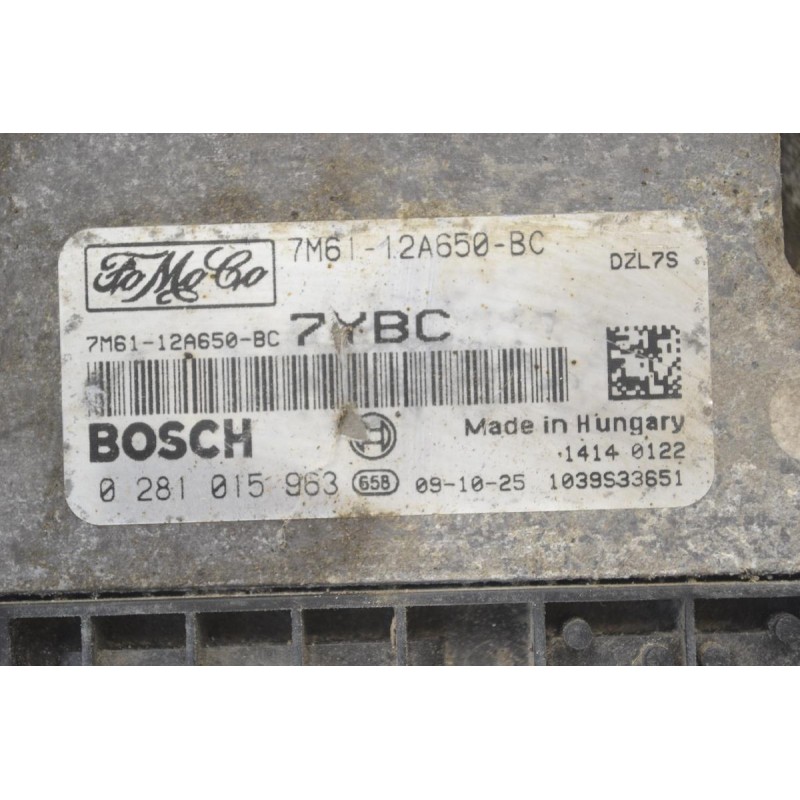 FoMoCo 7M61-12A650-BC DZL7S
7M61-12A650-BC 7YBC
BOSCH Made in Hungary
1414 0122
0 281 015 963 658 09-10-25 1039S33651